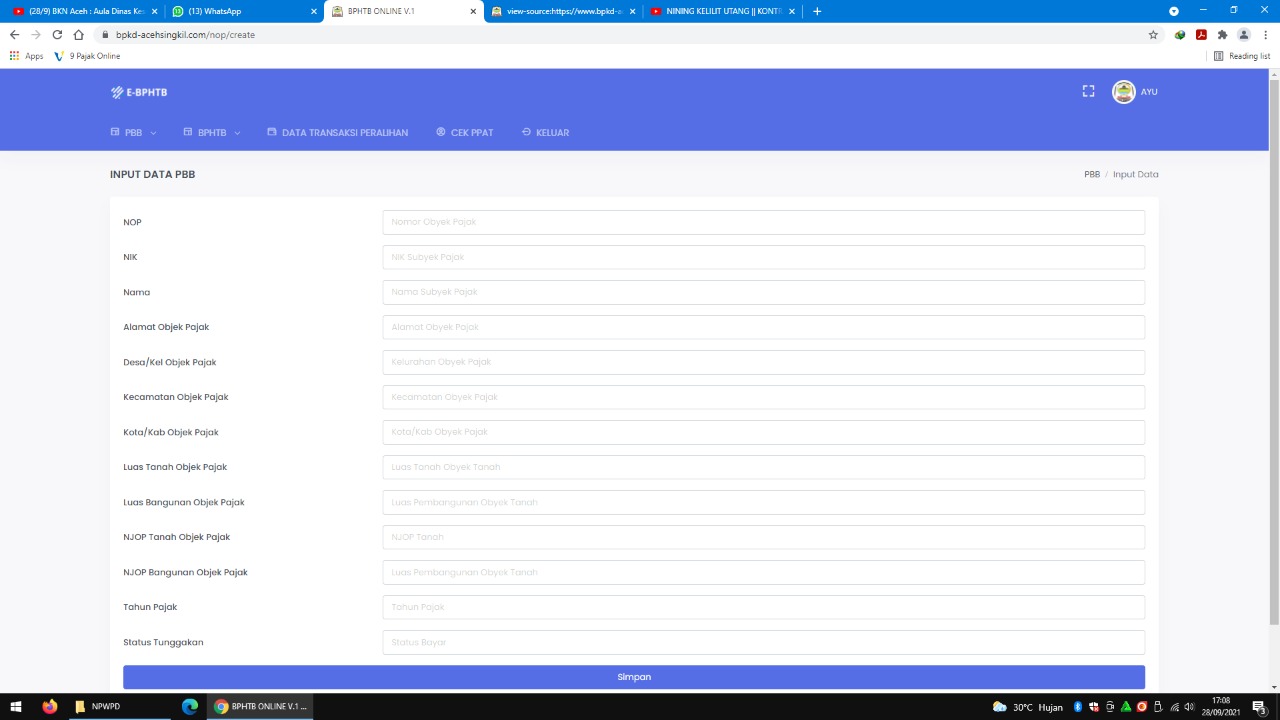 (28/9) BKN Aceh : Aula Dinas Kes
(13) WhatsApp
BPHTB ONLINE V.1
view-source:https://www.bpkd-a
NINING KELILIT UTANG || KONTR
bpkd-acehsingkil.com/nop/create
Apps
9 Pajak Online
Reading list
E-BPHTB
AYU
PBB
BPHTB
DATA TRANSAKSI PERALIHAN
CEK PPAT
KELUAR
INPUT DATA PBB
PBB / Input Data
NOP
Nomor Obyek Pajak
NIK
NIK Subyek Pajak
Nama
Nama Subyek Pajak
Alamat Objek Pajak
Alamat Obyek Pajak
Desa/Kel Objek Pajak
Kelurahan Obyek Pajak
Kecamatan Objek Pajak
Kecamatan Obyek Pajak
Kota/Kab Objek Pajak
Kota/Kab Obyek Pajak
Luas Tanah Objek Pajak
Luas Tanah Obyek Tanah
Luas Bangunan Objek Pajak
Luas Pembangunan Obyek Tanah
NJOP Tanah Objek Pajak
NJOP Tanah
NJOP Bangunan Objek Pajak
Luas Pembangunan Obyek Tanah
Tahun Pajak
Tahun Pajak
Status Tunggakan
Status Bayar
Simpan
NPWPD
BPHTB ONLINE V.1 ...
30°C Hujan
17:08
28/09/2021
3